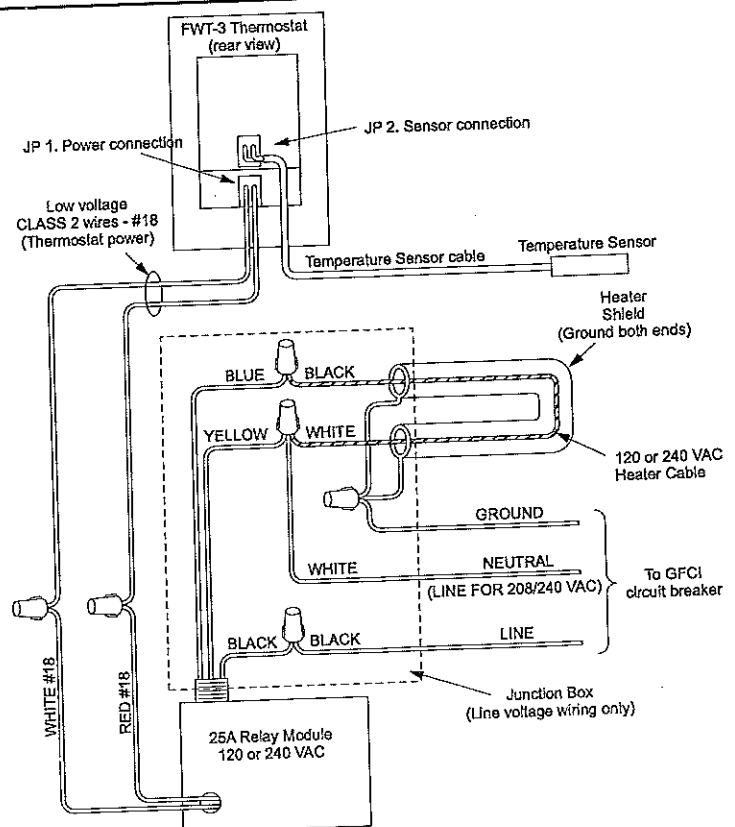 FWT-3 Thermostat
(rear view)
JP 1. Power connection
JP 2. Sensor connection
Low voltage
CLASS 2 wires - #18
(Thermostat power)
Temperature Sensor cable
Temperature Sensor
Heater
Shield
(Ground both ends)
BLUE
BLACK
YELLOW
WHITE
120 or 240 VAC
Heater Cable
GROUND
WHITE
NEUTRAL
(LINE FOR 208/240 VAC)
To GFCI
circuit breaker
BLACK
BLACK
LINE
WHITE #18
RED #18
Junction Box
(Line voltage wiring only)
25A Relay Module
120 or 240 VAC